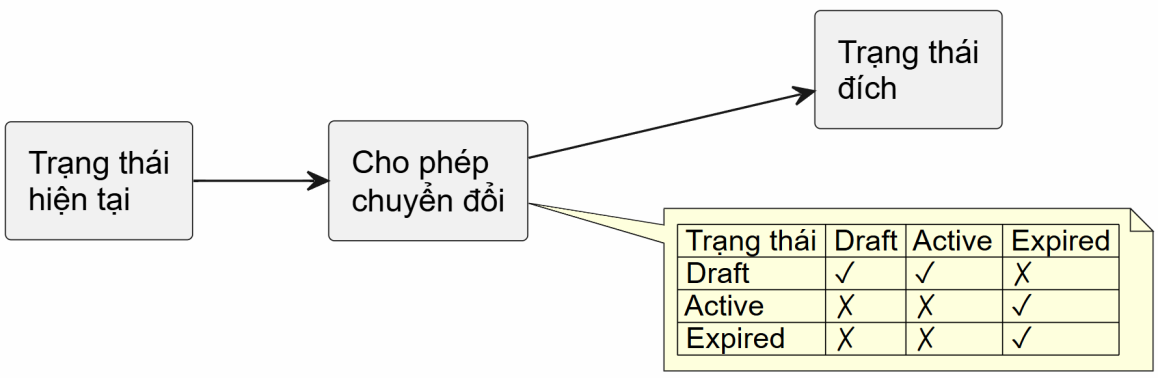 Trạng thái
hiện tại
Cho phép
chuyển đổi
Trạng thái
đích
Trạng thái Draft Active Expired
Draft ✓ ✓ ✗
Active ✗ ✗ ✓
Expired ✗ ✗ ✓